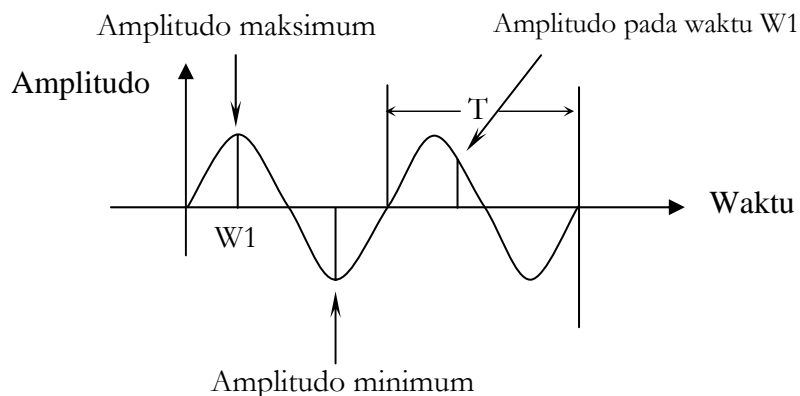 Amplitudo maksimum
Amplitudo pada waktu W1
Amplitudo
T
Waktu
W1
Amplitudo minimum